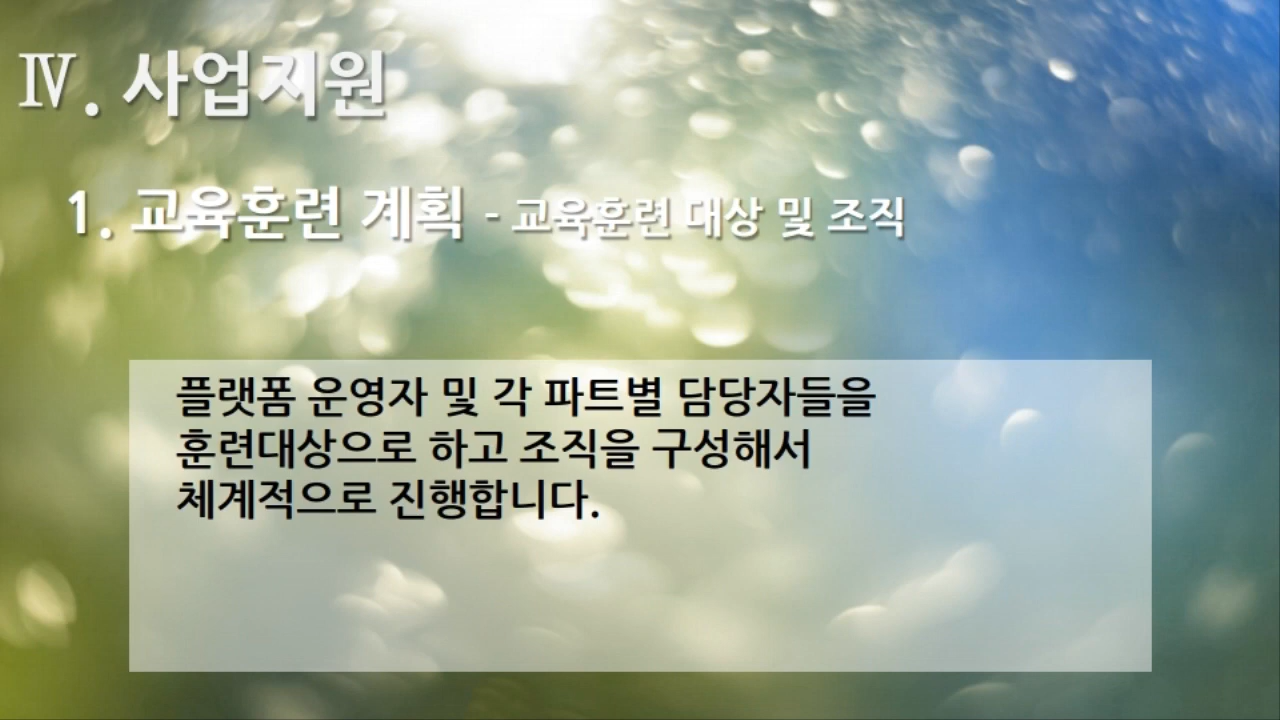 Ⅳ. 사업지원
1. 교육훈련 계획 - 교육훈련 대상 및 조직
플랫폼 운영자 및 각 파트별 담당자들을
훈련대상으로 하고 조직을 구성해서
체계적으로 진행합니다.